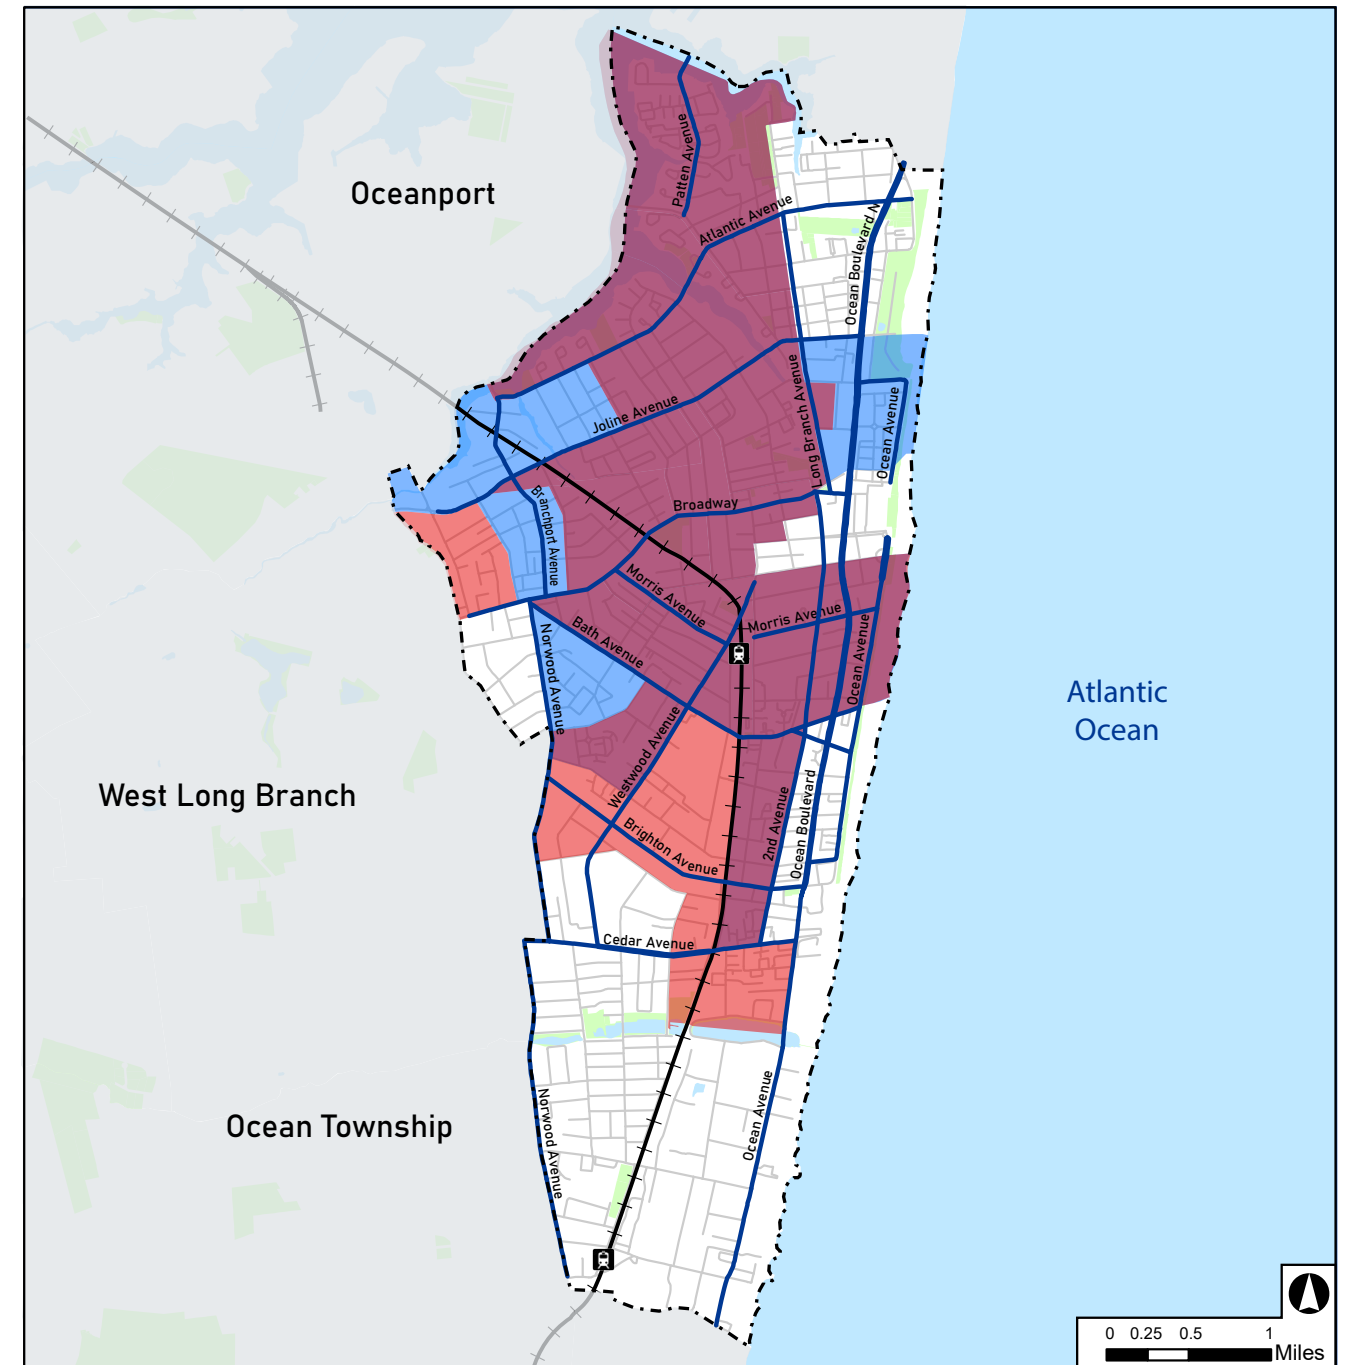 Oceanport
Patten Avenue
Atlantic Avenue
Ocean Boulevard N
Joline Avenue
Long Branch Avenue
Ocean Avenue
Branchport Avenue
Broadway
Morris Avenue
Morris Avenue
Bath Avenue
Norwood Avenue
Ocean Avenue
Atlantic
Ocean
Westwood Avenue
West Long Branch
2nd Avenue
Ocean Boulevard
Brighton Avenue
Cedar Avenue
Ocean Township
Norwood Avenue
Ocean Avenue
0 0.25 0.5 1
Miles